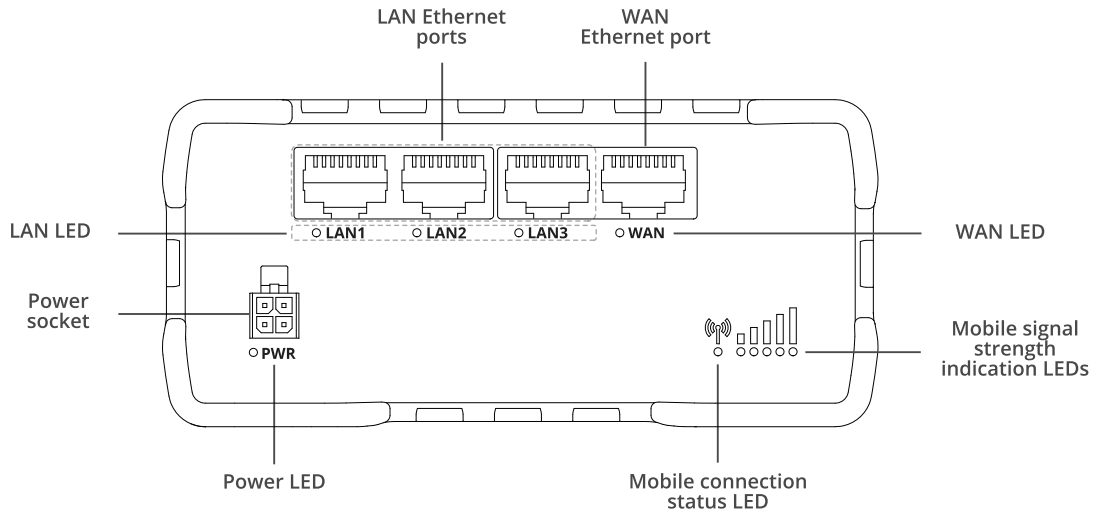 LAN Ethernet
ports
WAN
Ethernet port
LAN LED
LAN1
LAN2
LAN3
WAN
WAN LED
Power
socket
PWR
Mobile signal
strength
indication LEDs
Power LED
Mobile connection
status LED